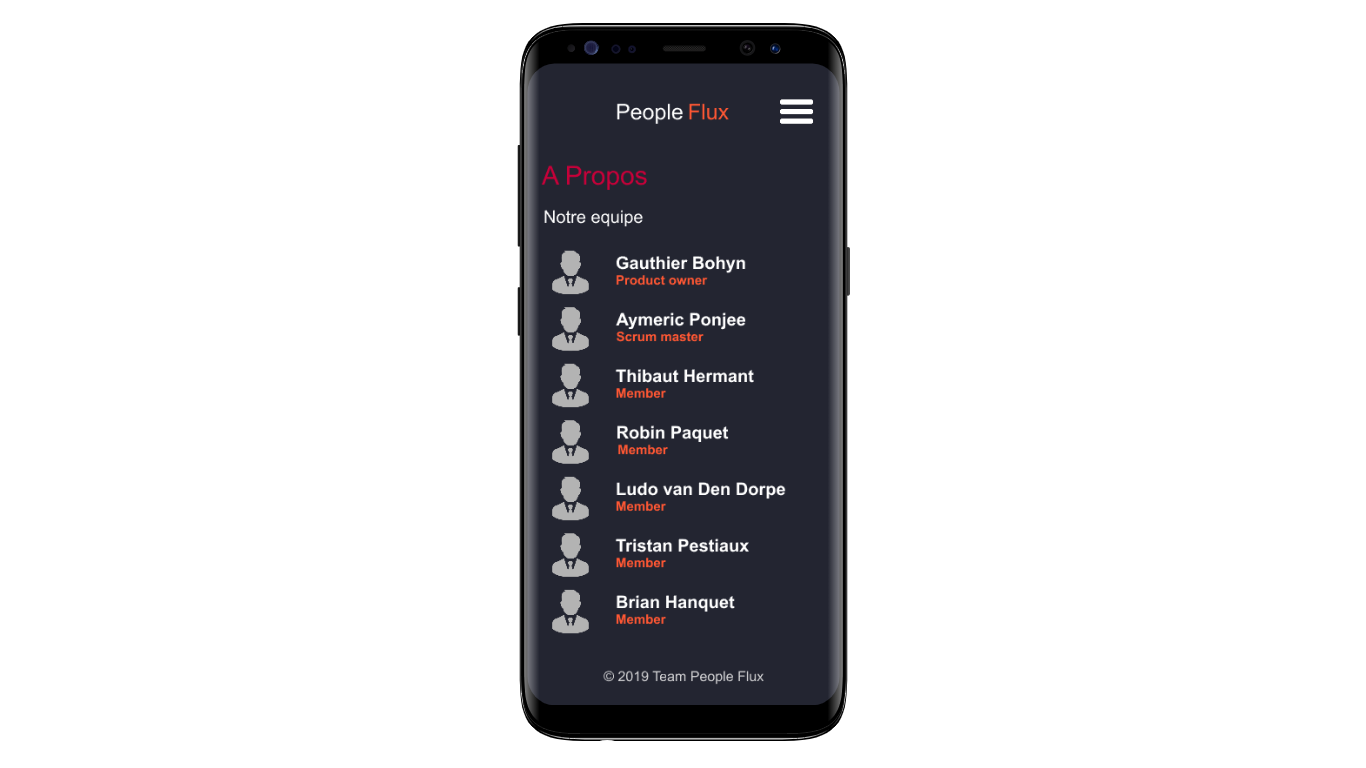 People Flux
A Propos
Notre equipe
Gauthier Bohyn
Product owner
Aymeric Ponjee
Scrum master
Thibaut Hermant
Member
Robin Paquet
Member
Ludo van Den Dorpe
Member
Tristan Pestiaux
Member
Brian Hanquet
Member
© 2019 Team People Flux